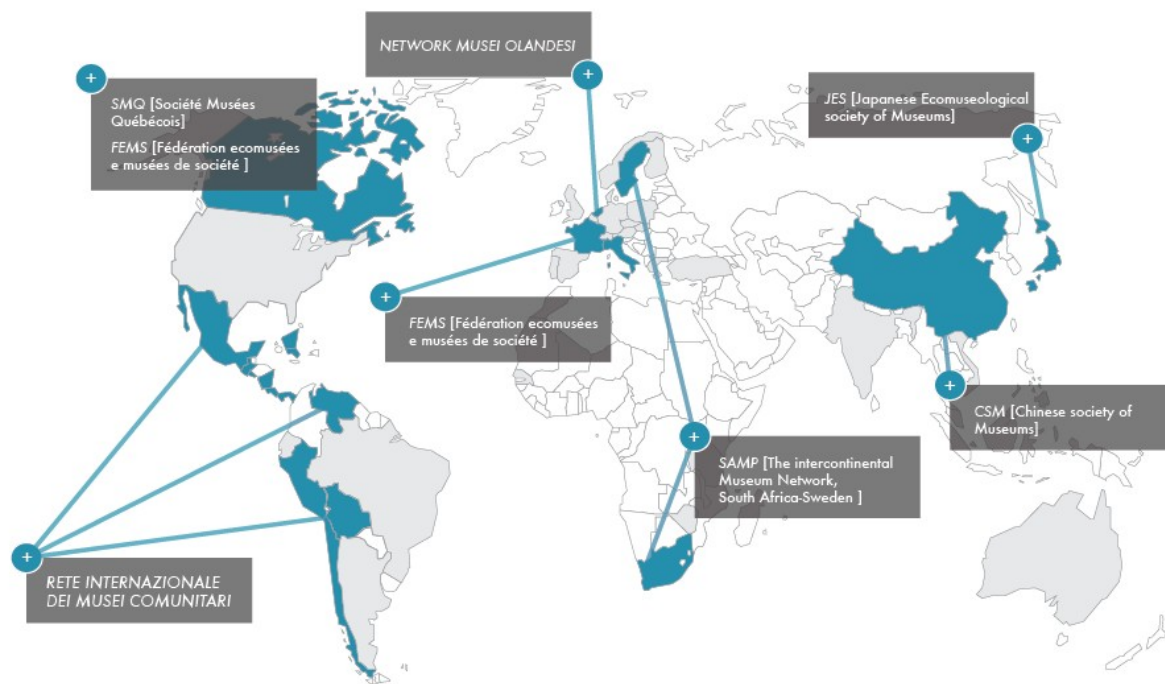 NETWORK MUSEI OLANDESI
SMQ [Société Musées
Québécois]
FEMS [Fédération ecomusées
e musées de société ]
JES [Japanese Ecomuseological
society of Museums]
FEMS [Fédération ecomusées
e musées de société ]
CSM [Chinese society of
Museums]
SAMP [The intercontinental
Museum Network,
South Africa-Sweden ]
RETE INTERNAZIONALE
DEI MUSEI COMUNITARI